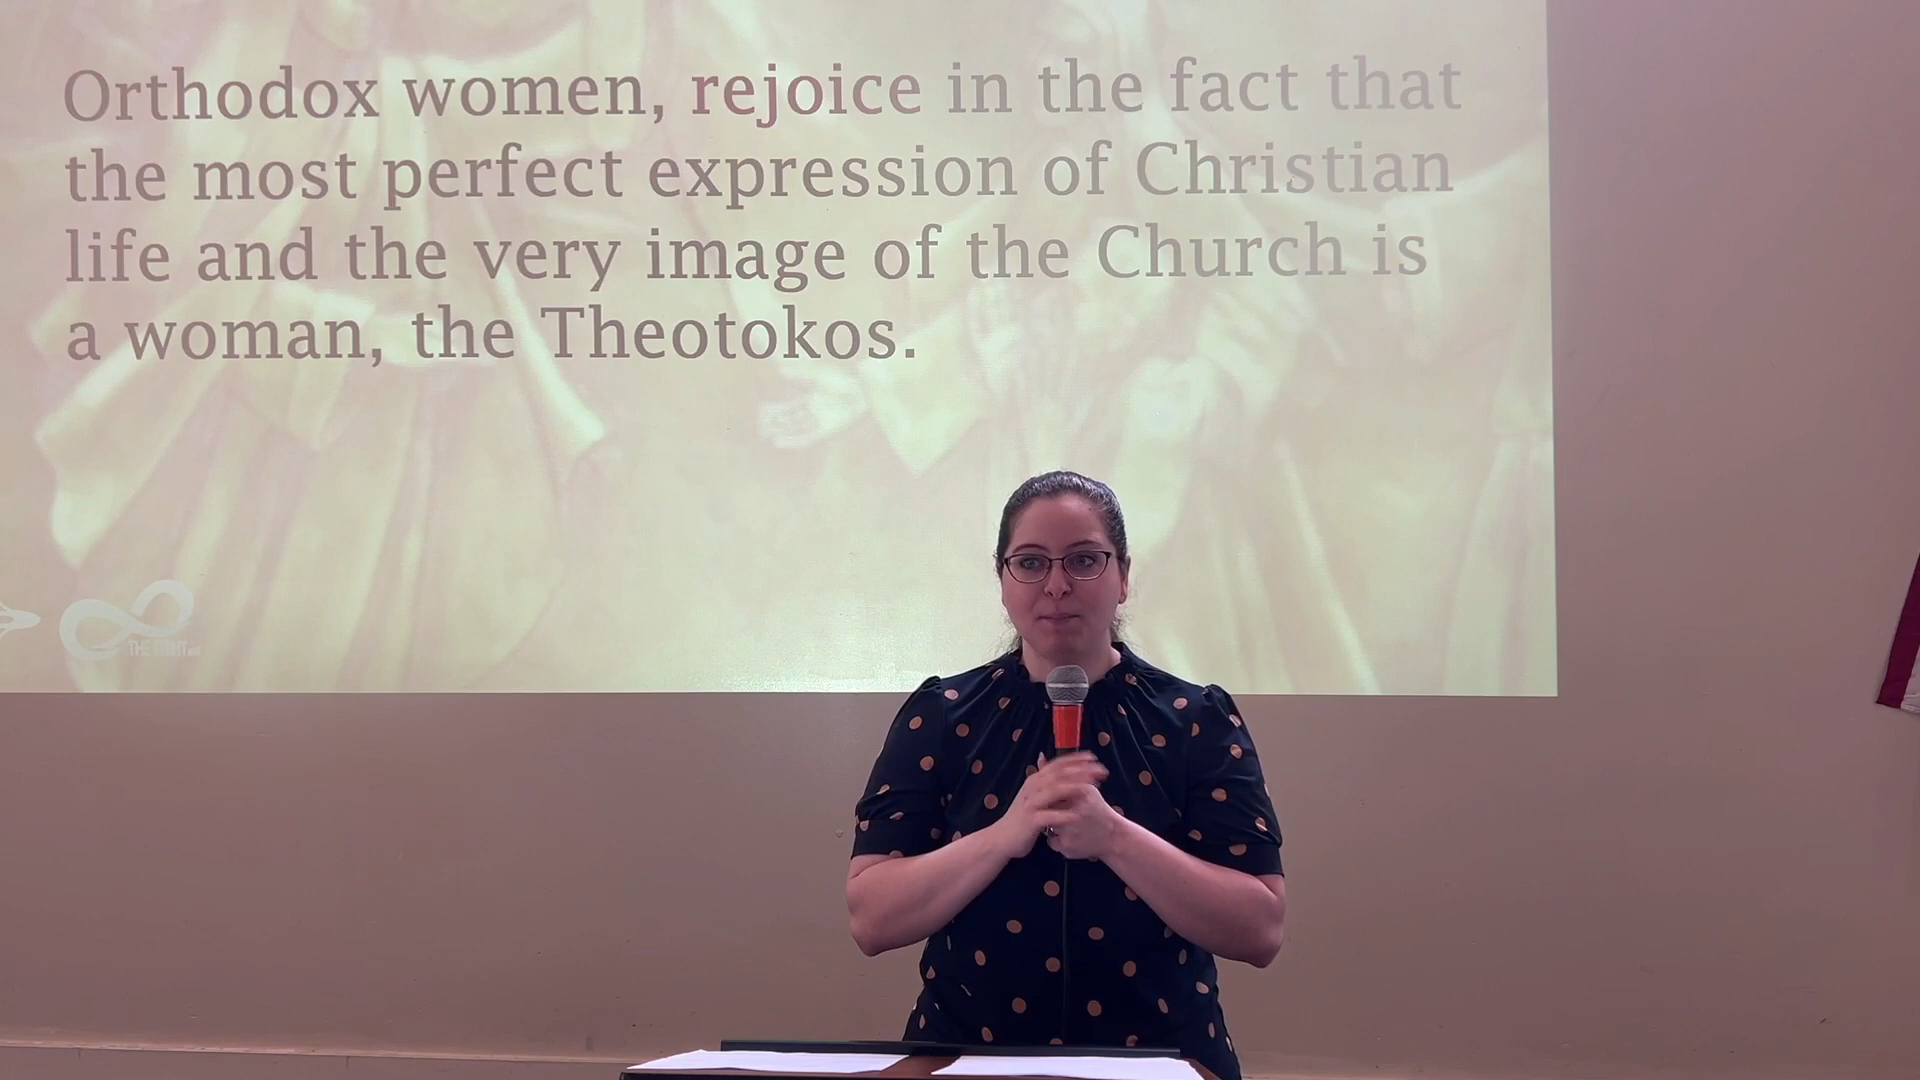 Orthodox women, rejoice in the fact that
the most perfect expression of Christian
life and the very image of the Church is
a woman, the Theotokos.
THE